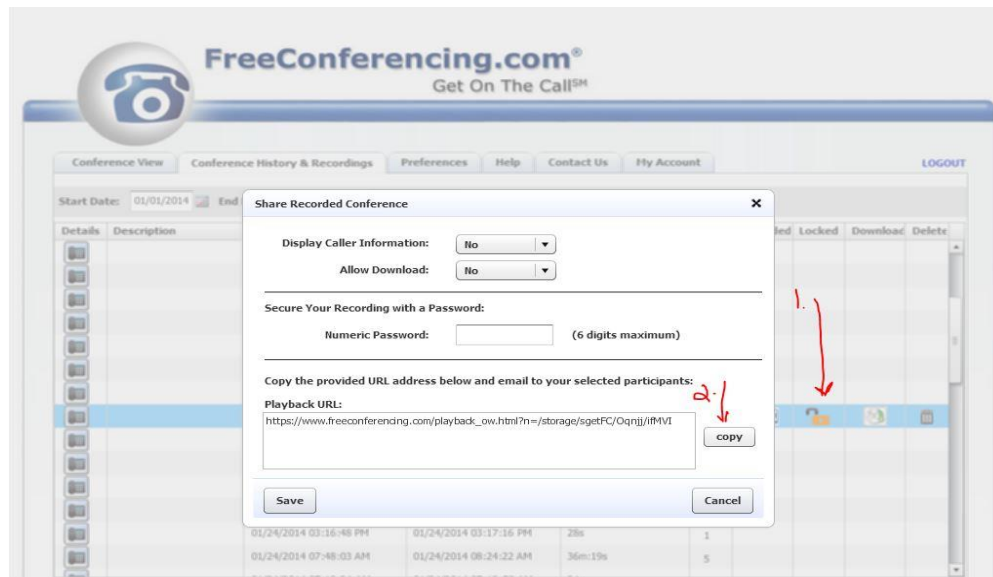 FreeConferencing.com®
Get On The Call℠
Conference View Conference History & Recordings Preferences Help Contact Us My Account LOGOUT
Start Date: 01/01/2014 End
Share Recorded Conference x
Details Description Locked Download Delete
Display Caller Information: No
Allow Download: No
Secure Your Recording with a Password:
1.
Numeric Password: (6 digits maximum)
Copy the provided URL address below and email to your selected participants:
2.
Playback URL:
https://www.freeconferencing.com/playback_ow.html?n=/storage/sgetFC/Oqnjj/ifMVI
copy
Save Cancel
01/24/2014 03:16:48 PM 01/24/2014 03:17:16 PM 28s 1
01/24/2014 07:48:03 AM 01/24/2014 08:24:22 AM 36m:19s 5